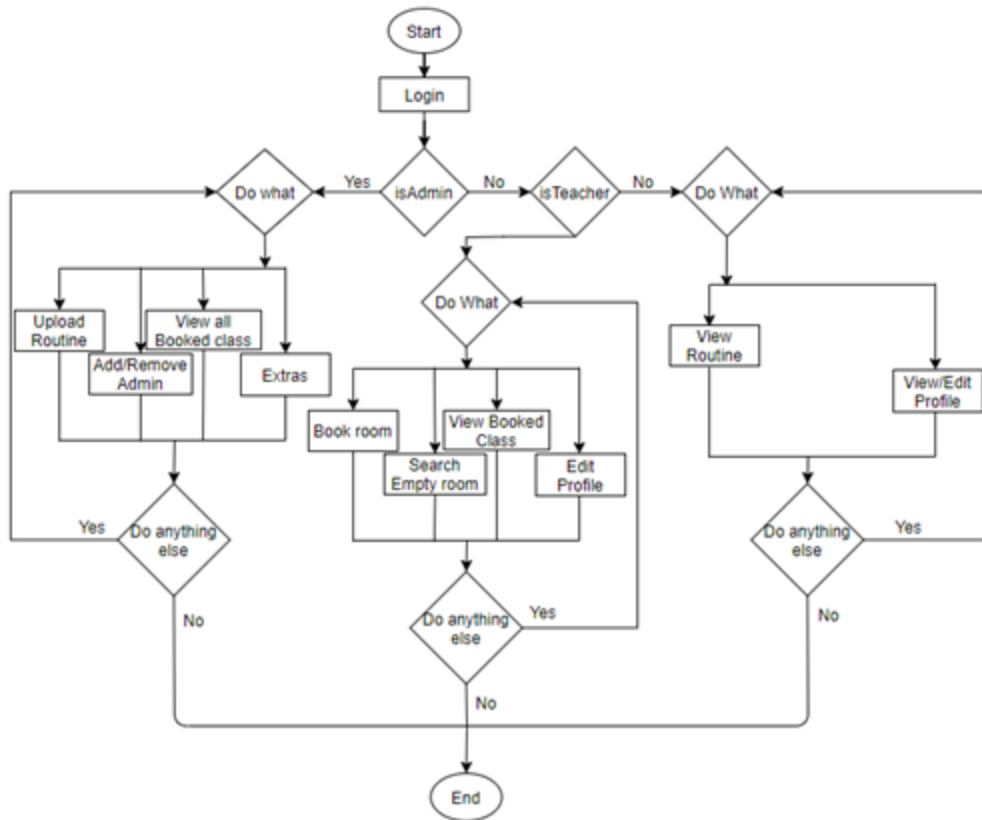 Start
Login
Do what
Yes
isAdmin
No
isTeacher
No
Do What
Do What
Upload
Routine
View all
Booked class
Add/Remove
Admin
Extras
View
Routine
View/Edit
Profile
Book room
View Booked
Class
Search
Empty room
Edit
Profile
Yes
Do anything
else
No
Do anything
else
Yes
No
Do anything
else
Yes
No
End